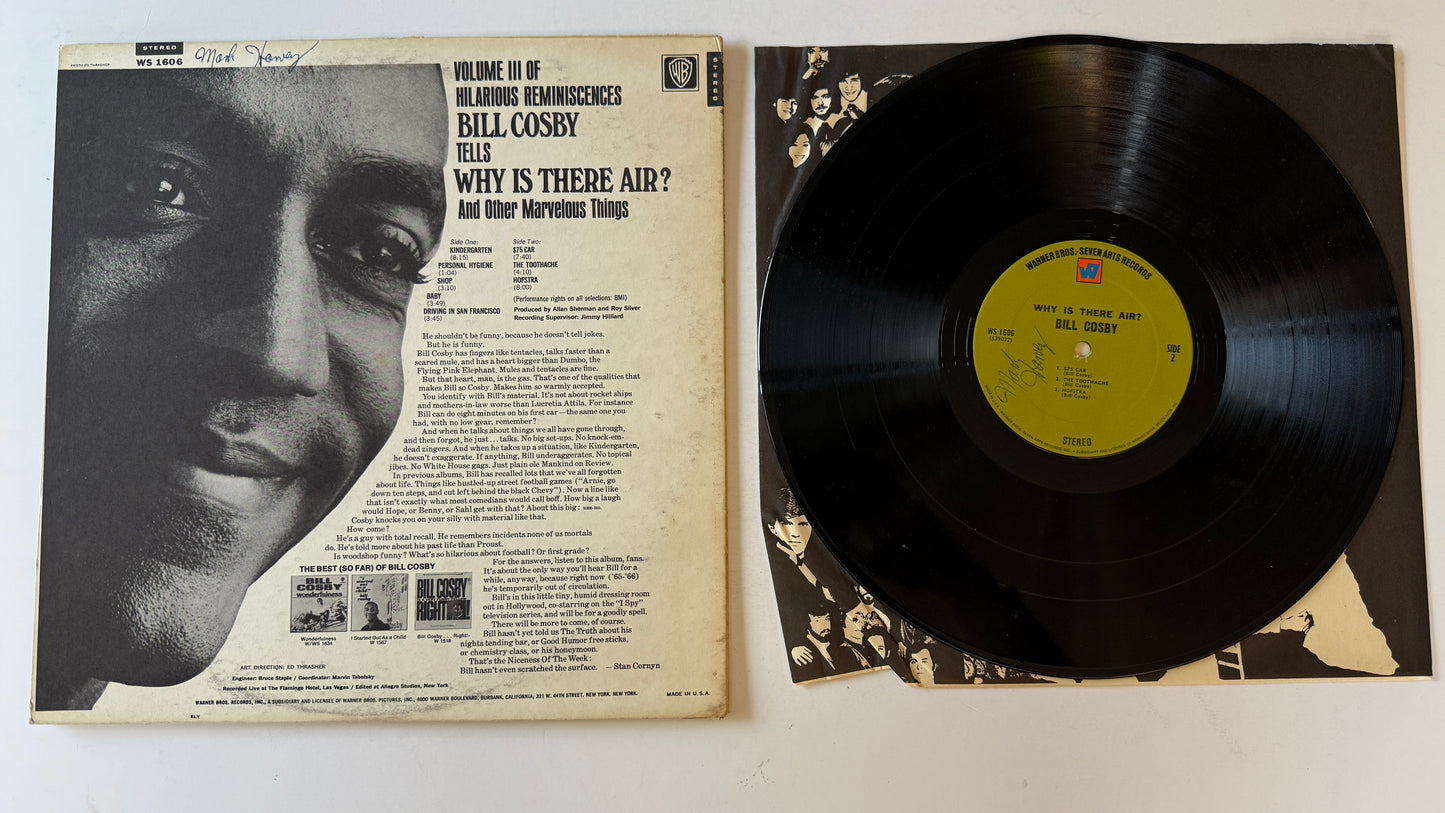 STEREO
PHOTO ED THRASHER
WS 1606
Mark Harvey
VOLUME III OF
HILARIOUS REMINISCENCES
BILL COSBY
TELLS
WHY IS THERE AIR?
And Other Marvelous Things
WB
STEREO
Side One:
KINDERGARTEN
(8:15)
PERSONAL HYGIENE
(1:04)
SHOP
(3:10)
BABY
(3:49)
DRIVING IN SAN FRANCISCO
(3:45)
Side Two:
$75 CAR
(7:40)
THE TOOTHACHE
(4:10)
HOFSTRA
(8:00)
(Performance rights on all selections: BMI)
Produced by Allan Sherman and Roy Silver
Recording Supervisor: Jimmy Hilliard
He shouldn't be funny, because he doesn't tell jokes.
But he is funny.
Bill Cosby has fingers like tentacles, talks faster than a
scared mule, and has a heart bigger than Dumbo, the
Flying Pink Elephant. Mules and tentacles are fine.
But that heart, man, is the gas. That's one of the qualities that
makes Bill so Cosby. Makes him so warmly accepted.
You identify with Bill's material. It's not about rocket ships
and mothers-in-law worse than Lucretia Attila. For instance
Bill can do eight minutes on his first car — the same one you
had, with no low gear, remember?
And when he talks about things we all have gone through,
and then forgot, he just . . . talks. No big set-ups. No knock-em-
dead zingers. And when he takes up a situation, like Kindergarten,
he doesn't exaggerate. If anything, Bill underaggerates. No topical
jibes. No White House gags. Just plain ole Mankind on Review.
In previous albums, Bill has recalled lots that we've all forgotten
about life. Things like hustled-up street football games ("Arnie, go
down ten steps, and cut left behind the black Chevy"). Now a line like
that isn't exactly what most comedians would call boff. How big a laugh
would Hope, or Benny, or Sahl get with that? About this big:
Cosby knocks you on your silly with material like that.
How come?
He's a guy with total recall. He remembers incidents none of us mortals
do. He's told more about his past life than Proust.
Is woodshop funny? What's so hilarious about football? Or first grade?
For the answers, listen to this album, fans.
It's about the only way you'll hear Bill for a
while, anyway, because right now ('65-'66)
he's temporarily out of circulation.
Bill's in this little tiny, humid dressing room
out in Hollywood, co-starring on the "I Spy"
television series, and will be for a goodly spell.
There will be more to come, of course.
Bill hasn't yet told us The Truth about his
nights tending bar, or Good Humor free sticks,
or chemistry class, or his honeymoon.
That's the Niceness Of The Week:
Bill hasn't even scratched the surface. — Stan Cornyn
THE BEST (SO FAR) OF BILL COSBY
BILL
COSBY
wonderfulness
BILL COSBY
RIGHT!
Wonderfulness
W/WS 1634
I Started Out As a Child
W 1567
Bill Cosby . . . Right!
W 1518
ART DIRECTION: ED THRASHER
Engineer: Bruce Staple / Coordinator: Marvin Tabolsky
Recorded Live at The Flamingo Hotel, Las Vegas / Edited at Allegro Studios, New York
WARNER BROS. RECORDS, INC., A SUBSIDIARY AND LICENSEE OF WARNER BROS. PICTURES, INC., 4000 WARNER BOULEVARD, BURBANK, CALIFORNIA; 321 W. 44TH STREET, NEW YORK, NEW YORK.
MADE IN U.S.A.
ELY
WARNER BROS.-SEVEN ARTS RECORDS
WHY IS THERE AIR?
BILL COSBY
WS 1606
(S39022)
SIDE
2
Mark Harvey
1. $75 CAR
(Bill Cosby)
2. THE TOOTHACHE
(Bill Cosby)
3. HOFSTRA
(Bill Cosby)
STEREO